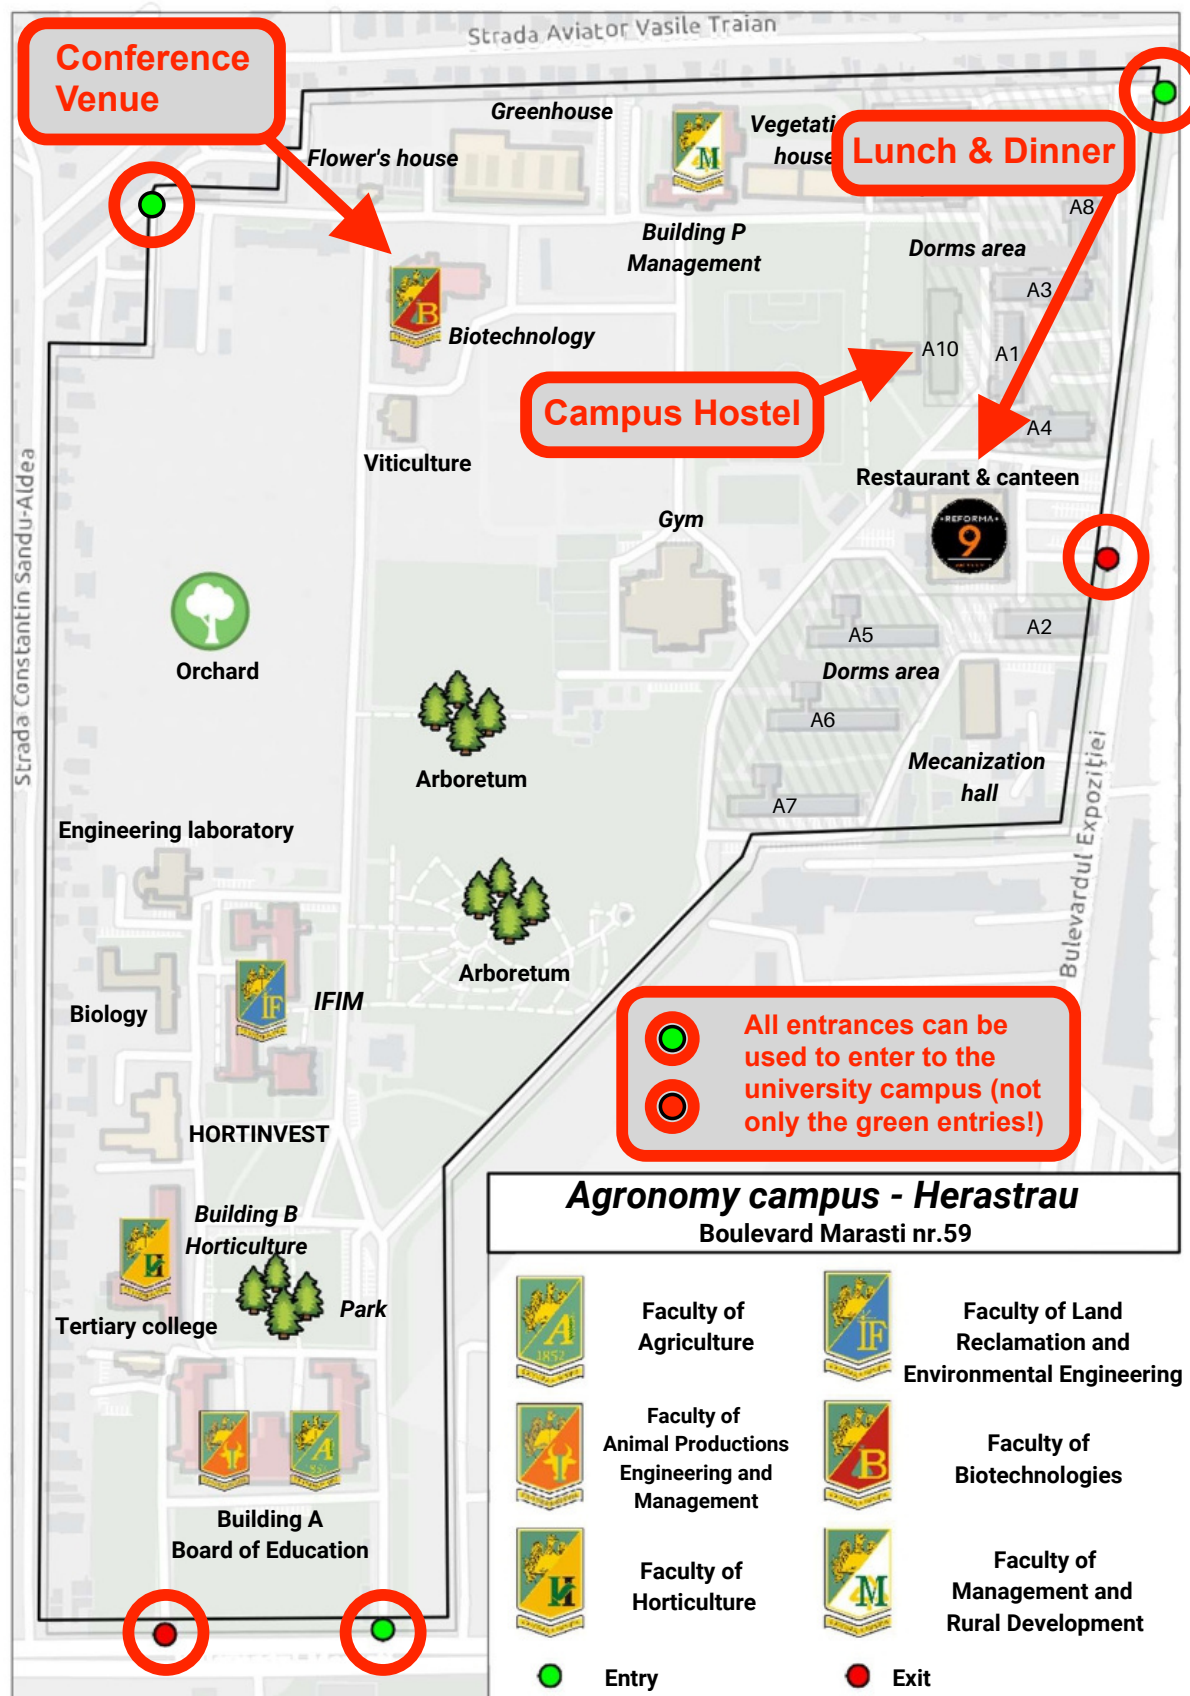 Strada Aviator Vasile Traian
Conference
Venue
Greenhouse
Flower's house
M
house
Lunch & Dinner
A8
Building P
Management
Dorms area
A3
B
Biotechnology
A10
A1
Campus Hostel
A4
Viticulture
Restaurant & canteen
Strada Constantin Sandu-Aldea
Gym
•REFORMA•
9
A2
A5
Orchard
Dorms area
A6
Arboretum
Mecanization
hall
A7
Bulevardul Expoziției
Engineering laboratory
Arboretum
IF
IFIM
Biology
All entrances can be
used to enter to the
university campus (not
only the green entries!)
HORTINVEST
Agronomy campus - Herastrau
Boulevard Marasti nr.59
Building B
Horticulture
H
Park
Tertiary college
A
Building A
Board of Education
A
1852
Faculty of
Agriculture
IF
Faculty of Land
Reclamation and
Environmental Engineering
Faculty of
Animal Productions
Engineering and
Management
B
Faculty of
Biotechnologies
H
Faculty of
Horticulture
M
Faculty of
Management and
Rural Development
Entry
Exit